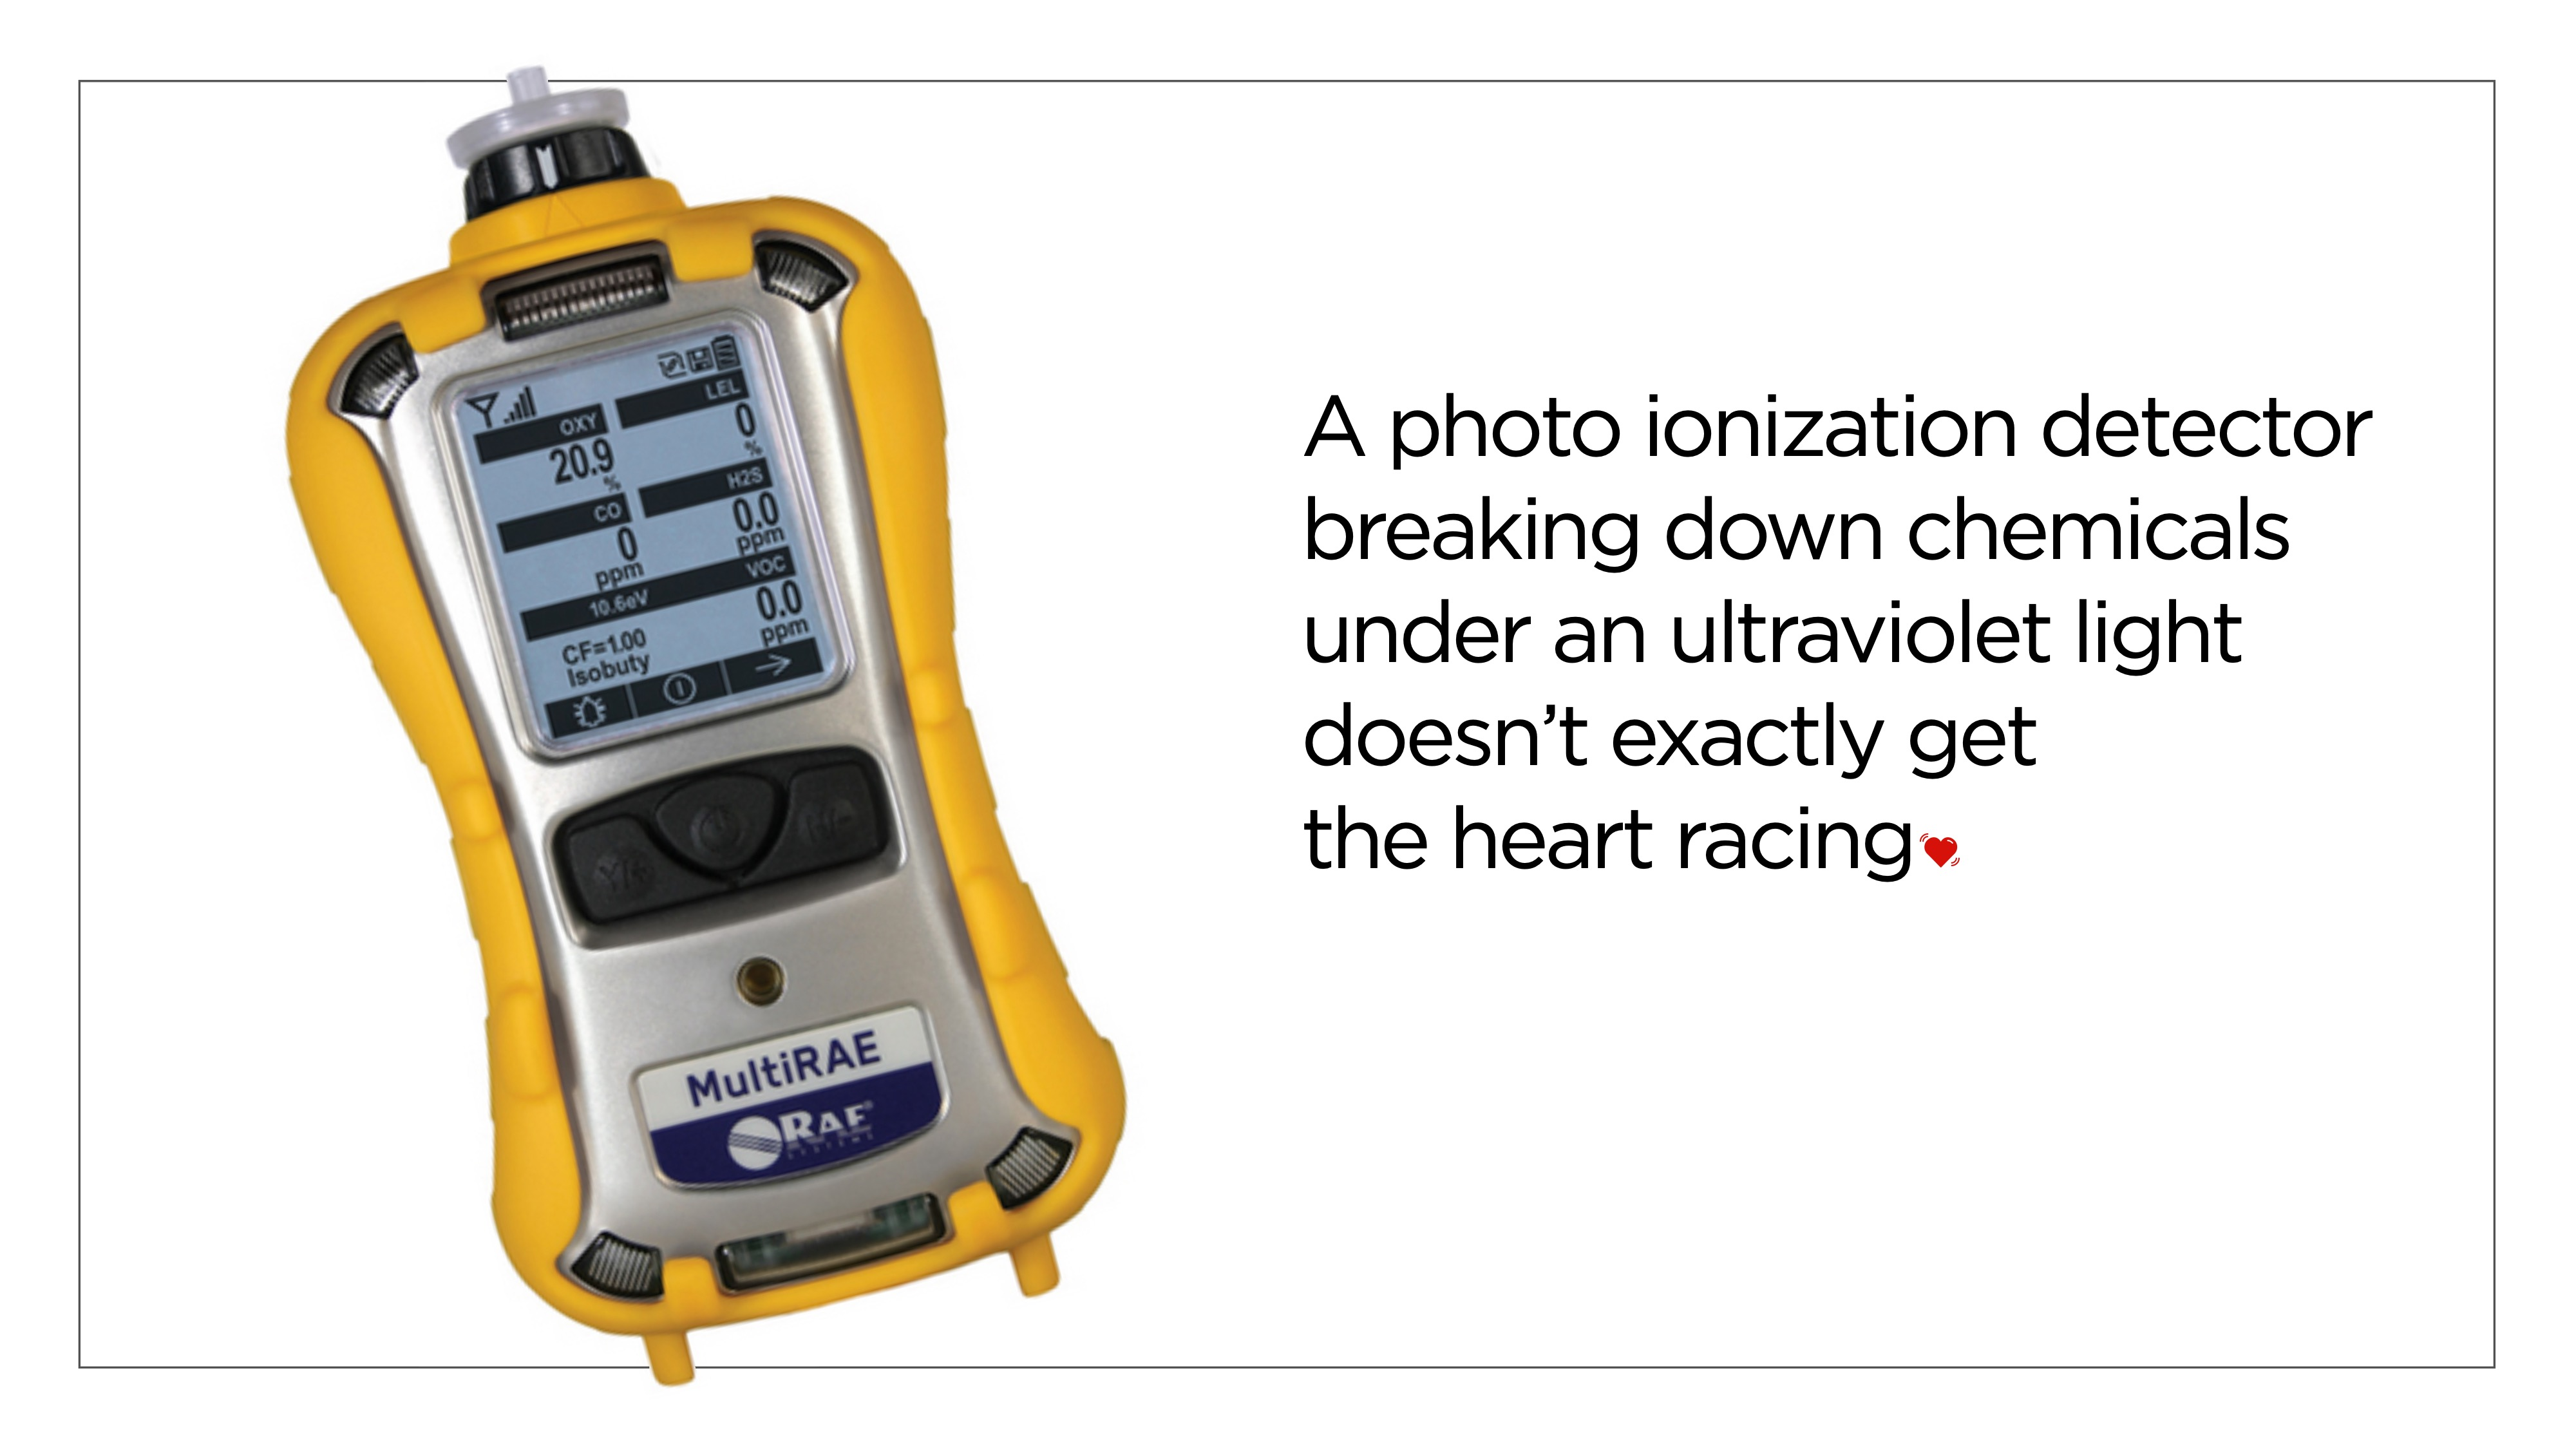 LEL
OXY
0
20.9
%
%
H2S
CO
0.0
0
ppm
ppm
VOC
10.6eV
0.0
CF=1.00
ppm
Isobuty
MultiRAE
RAE
SYSTEMS
A photo ionization detector
breaking down chemicals
under an ultraviolet light
doesn’t exactly get
the heart racing